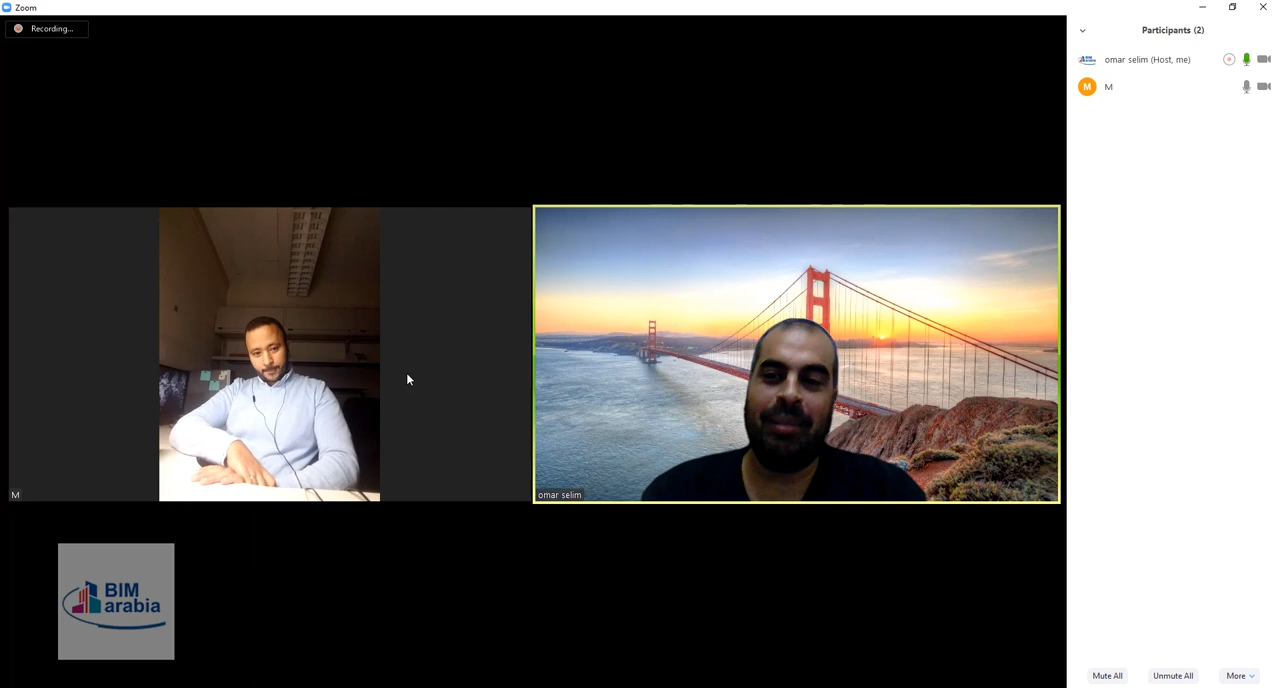 Zoom
Recording...
Participants (2)
omar selim (Host, me)
M
M
M
omar selim
BIM
arabia
Mute All
Unmute All
More